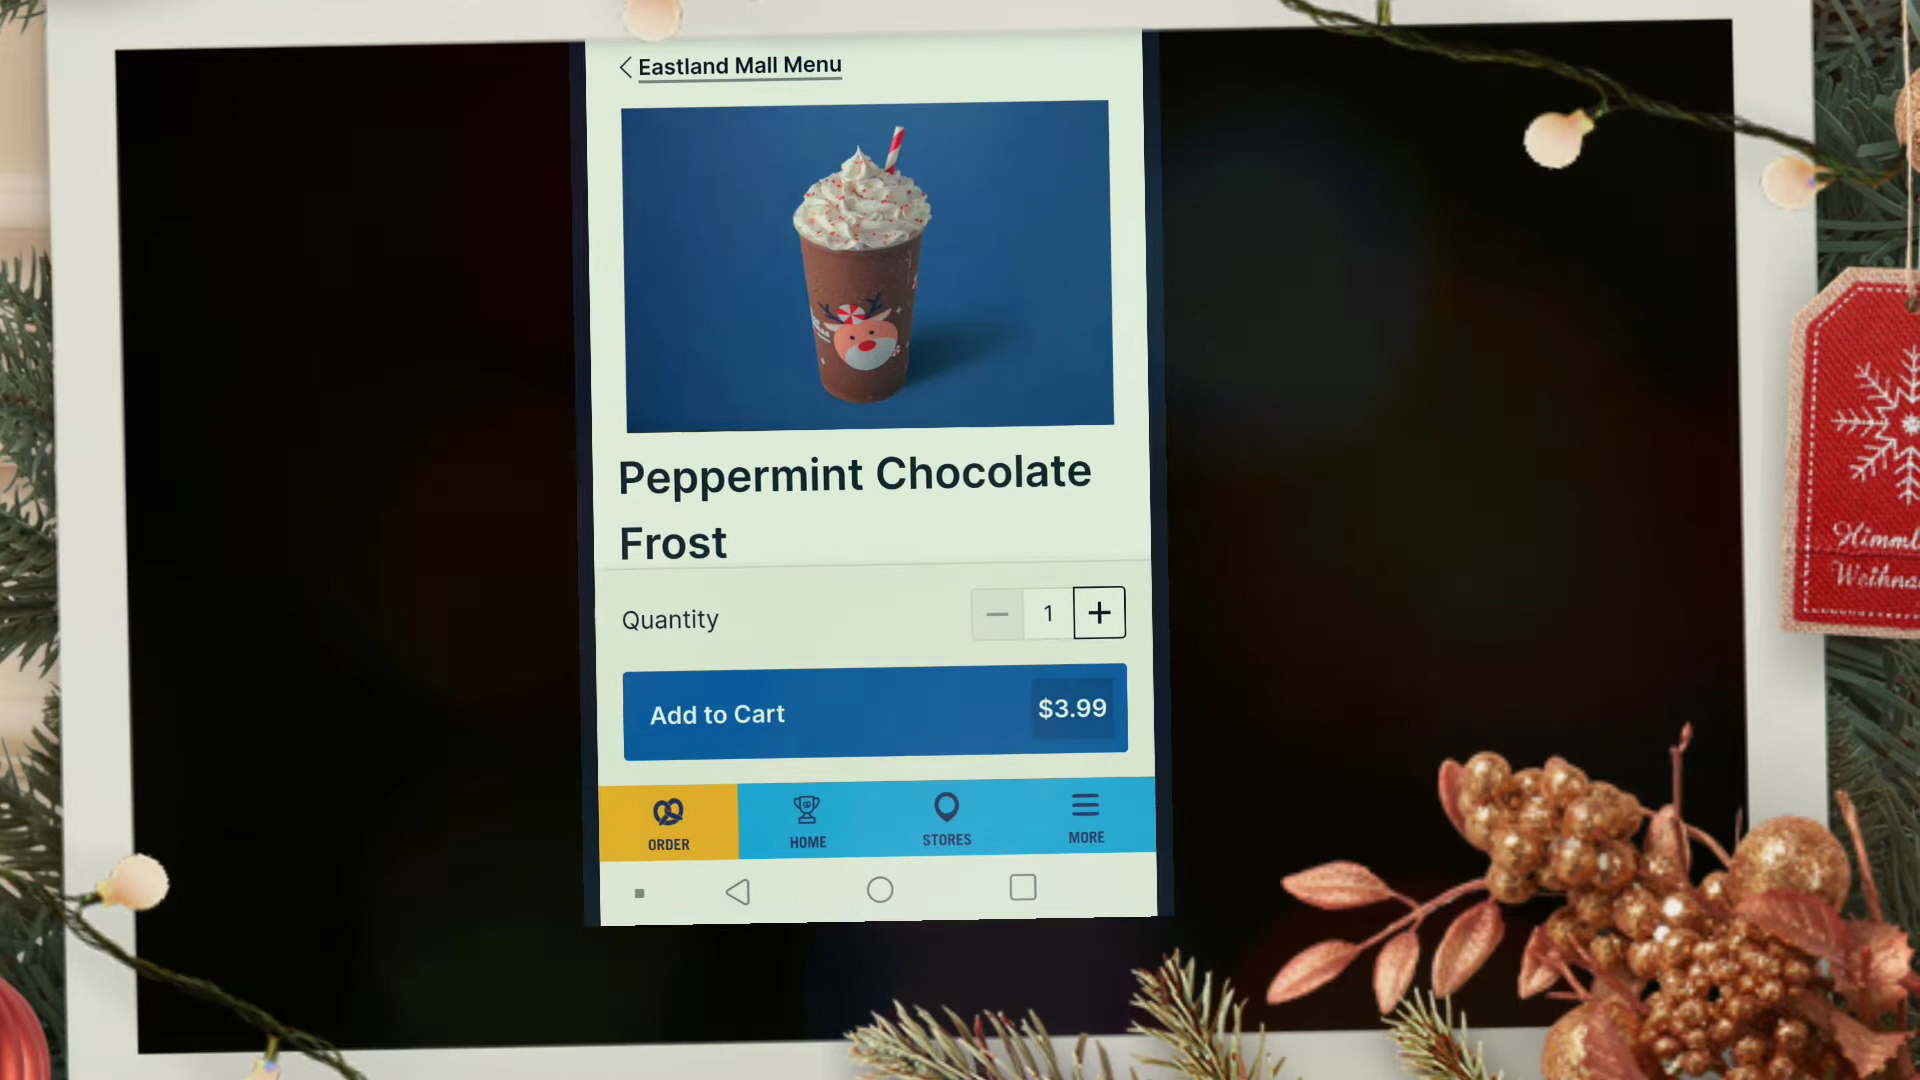 Eastland Mall Menu
Peppermint Chocolate
Frost
Quantity
1
Add to Cart
$3.99
ORDER
HOME
STORES
MORE